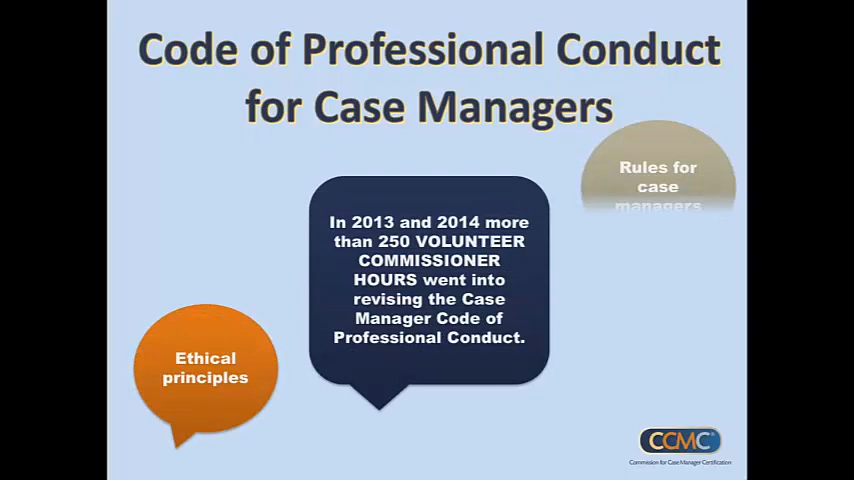 Code of Professional Conduct
for Case Managers
Rules for
case
managers
In 2013 and 2014 more
than 250 VOLUNTEER
COMMISSIONER
HOURS went into
revising the Case
Manager Code of
Professional Conduct.
Ethical
principles
CCMC®
Commission for Case Manager Certification